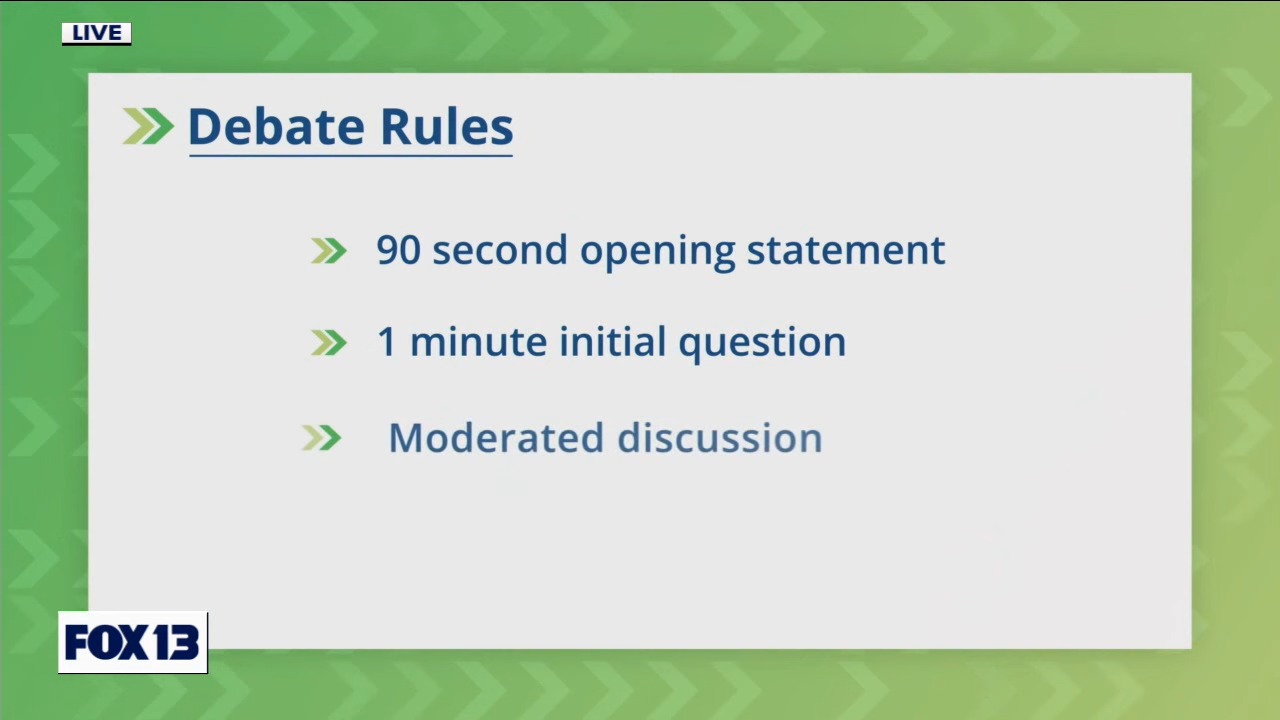 LIVE
Debate Rules
90 second opening statement
1 minute initial question
Moderated discussion
FOX 13